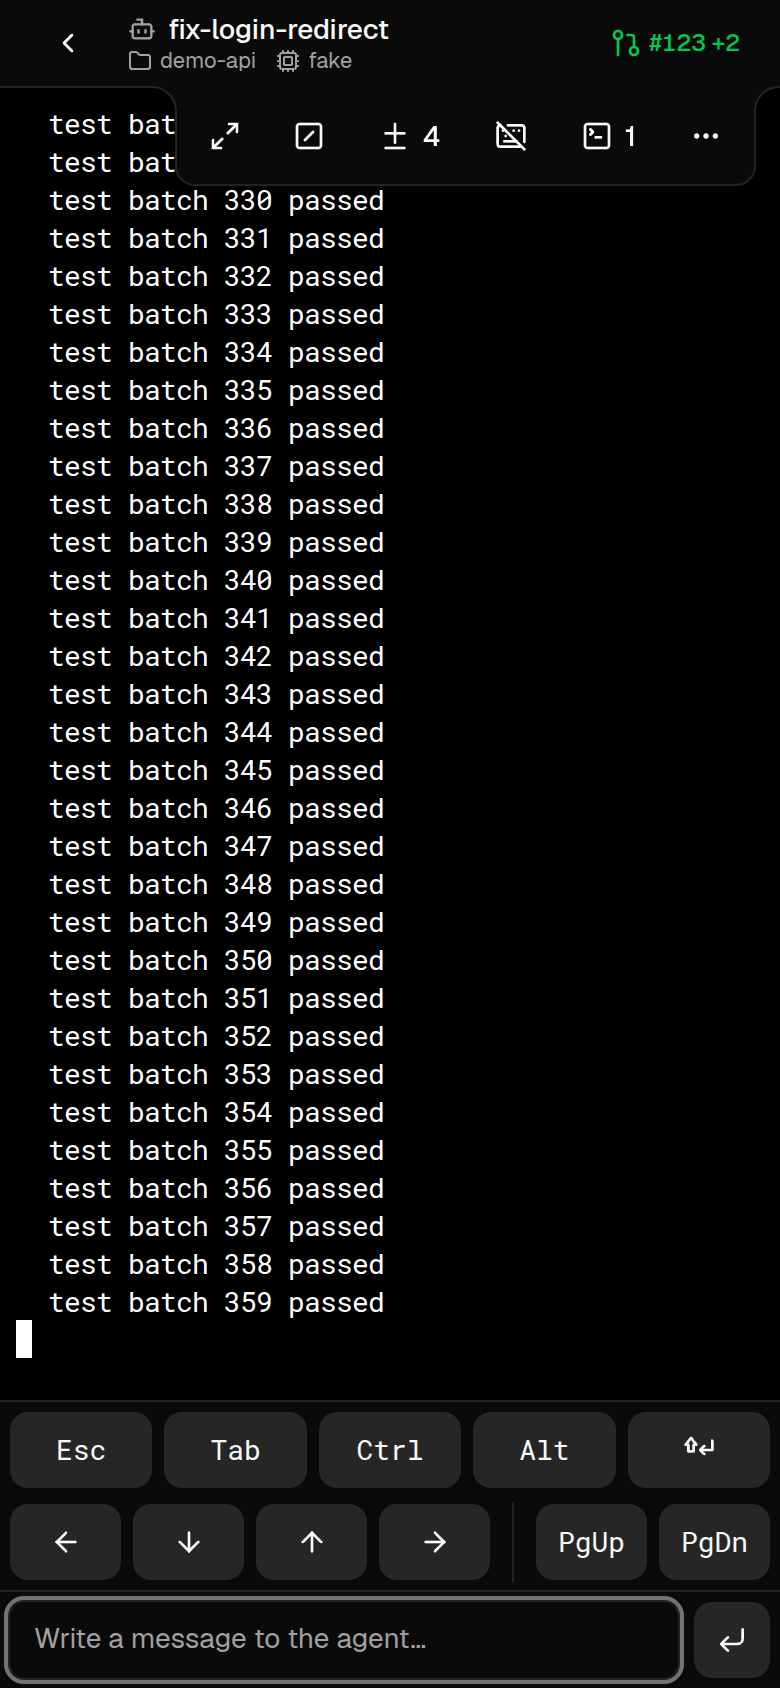 fix-login-redirect
demo-api fake
#123 +2
4
1
test bat
test bat
test batch 330 passed
test batch 331 passed
test batch 332 passed
test batch 333 passed
test batch 334 passed
test batch 335 passed
test batch 336 passed
test batch 337 passed
test batch 338 passed
test batch 339 passed
test batch 340 passed
test batch 341 passed
test batch 342 passed
test batch 343 passed
test batch 344 passed
test batch 345 passed
test batch 346 passed
test batch 347 passed
test batch 348 passed
test batch 349 passed
test batch 350 passed
test batch 351 passed
test batch 352 passed
test batch 353 passed
test batch 354 passed
test batch 355 passed
test batch 356 passed
test batch 357 passed
test batch 358 passed
test batch 359 passed
Esc Tab Ctrl Alt
PgUp PgDn
Write a message to the agent…